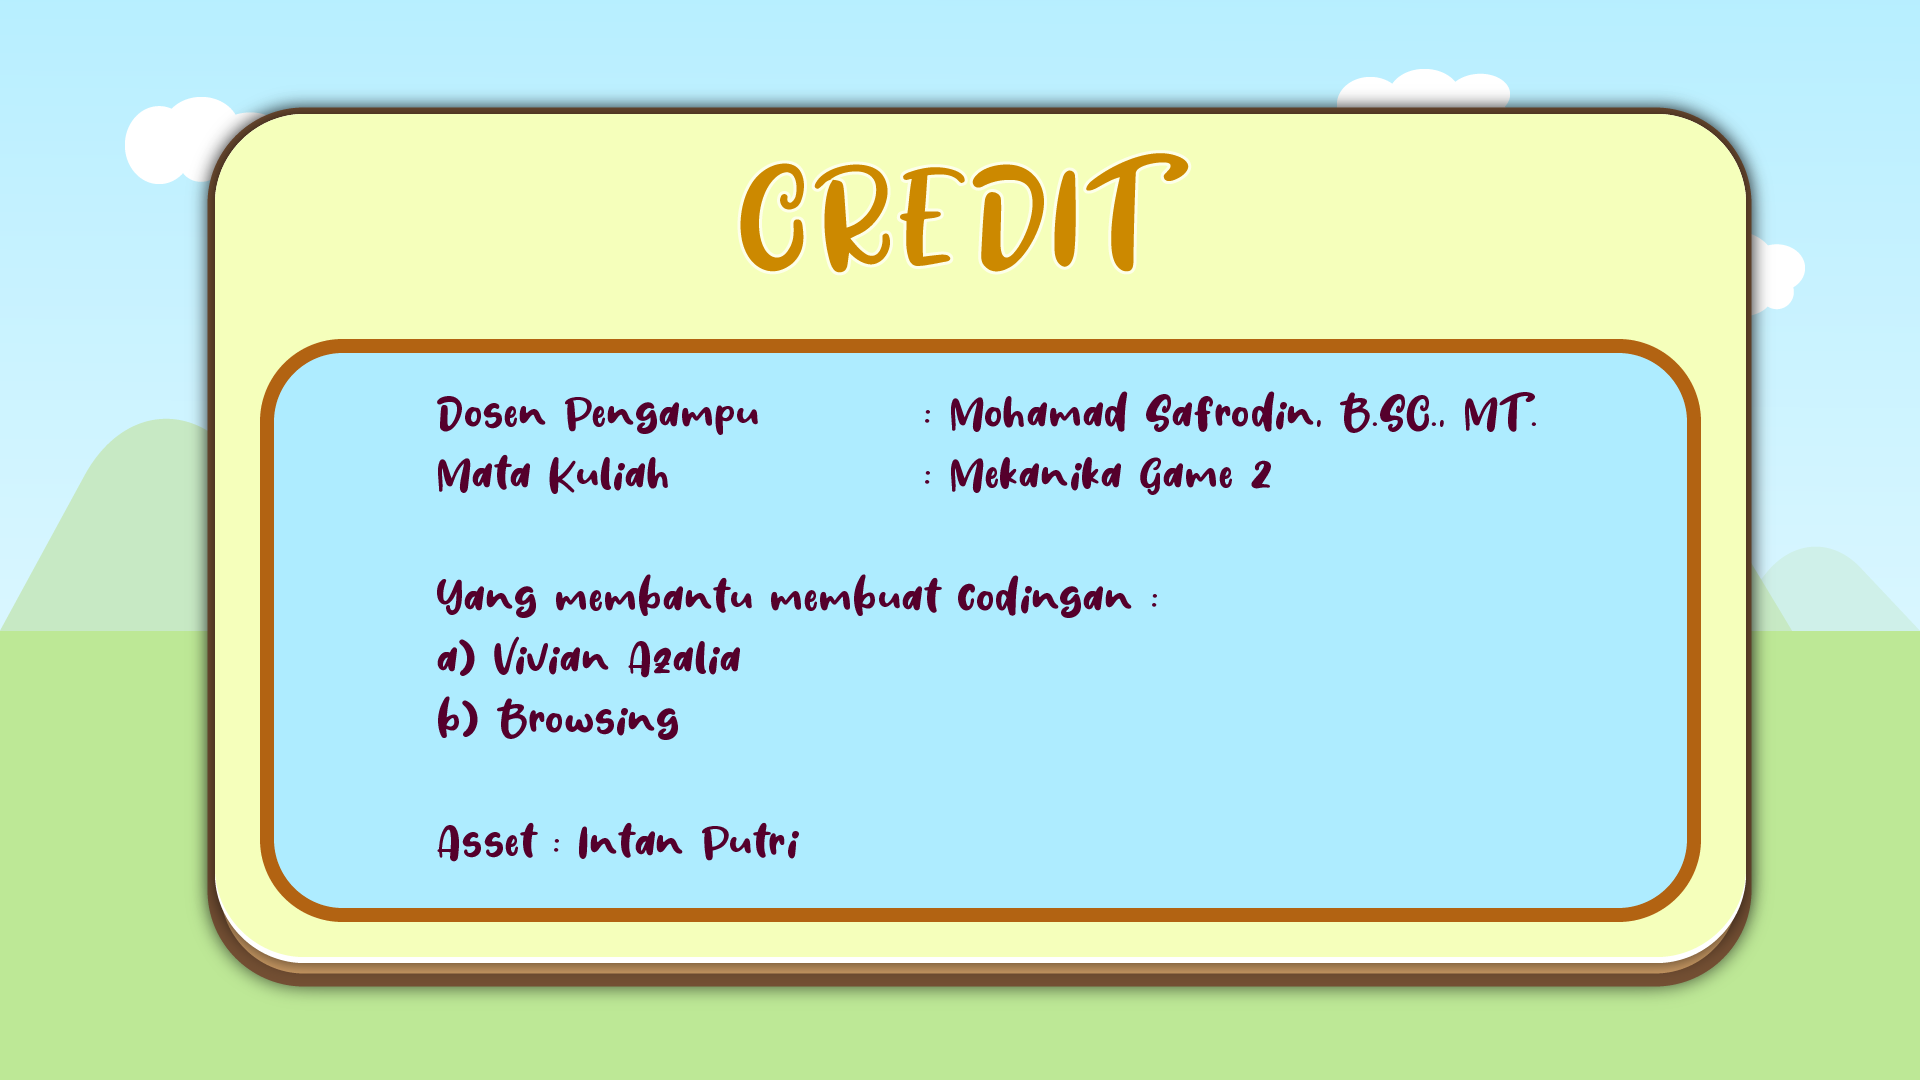 CREDIT
Dosen Pengampu : Mohamad Safrodin, B.SC., MT.
Mata Kuliah : Mekanika Game 2
Yang membantu membuat codingan :
a) Vivian Azalia
b) Browsing
Asset : Intan Putri